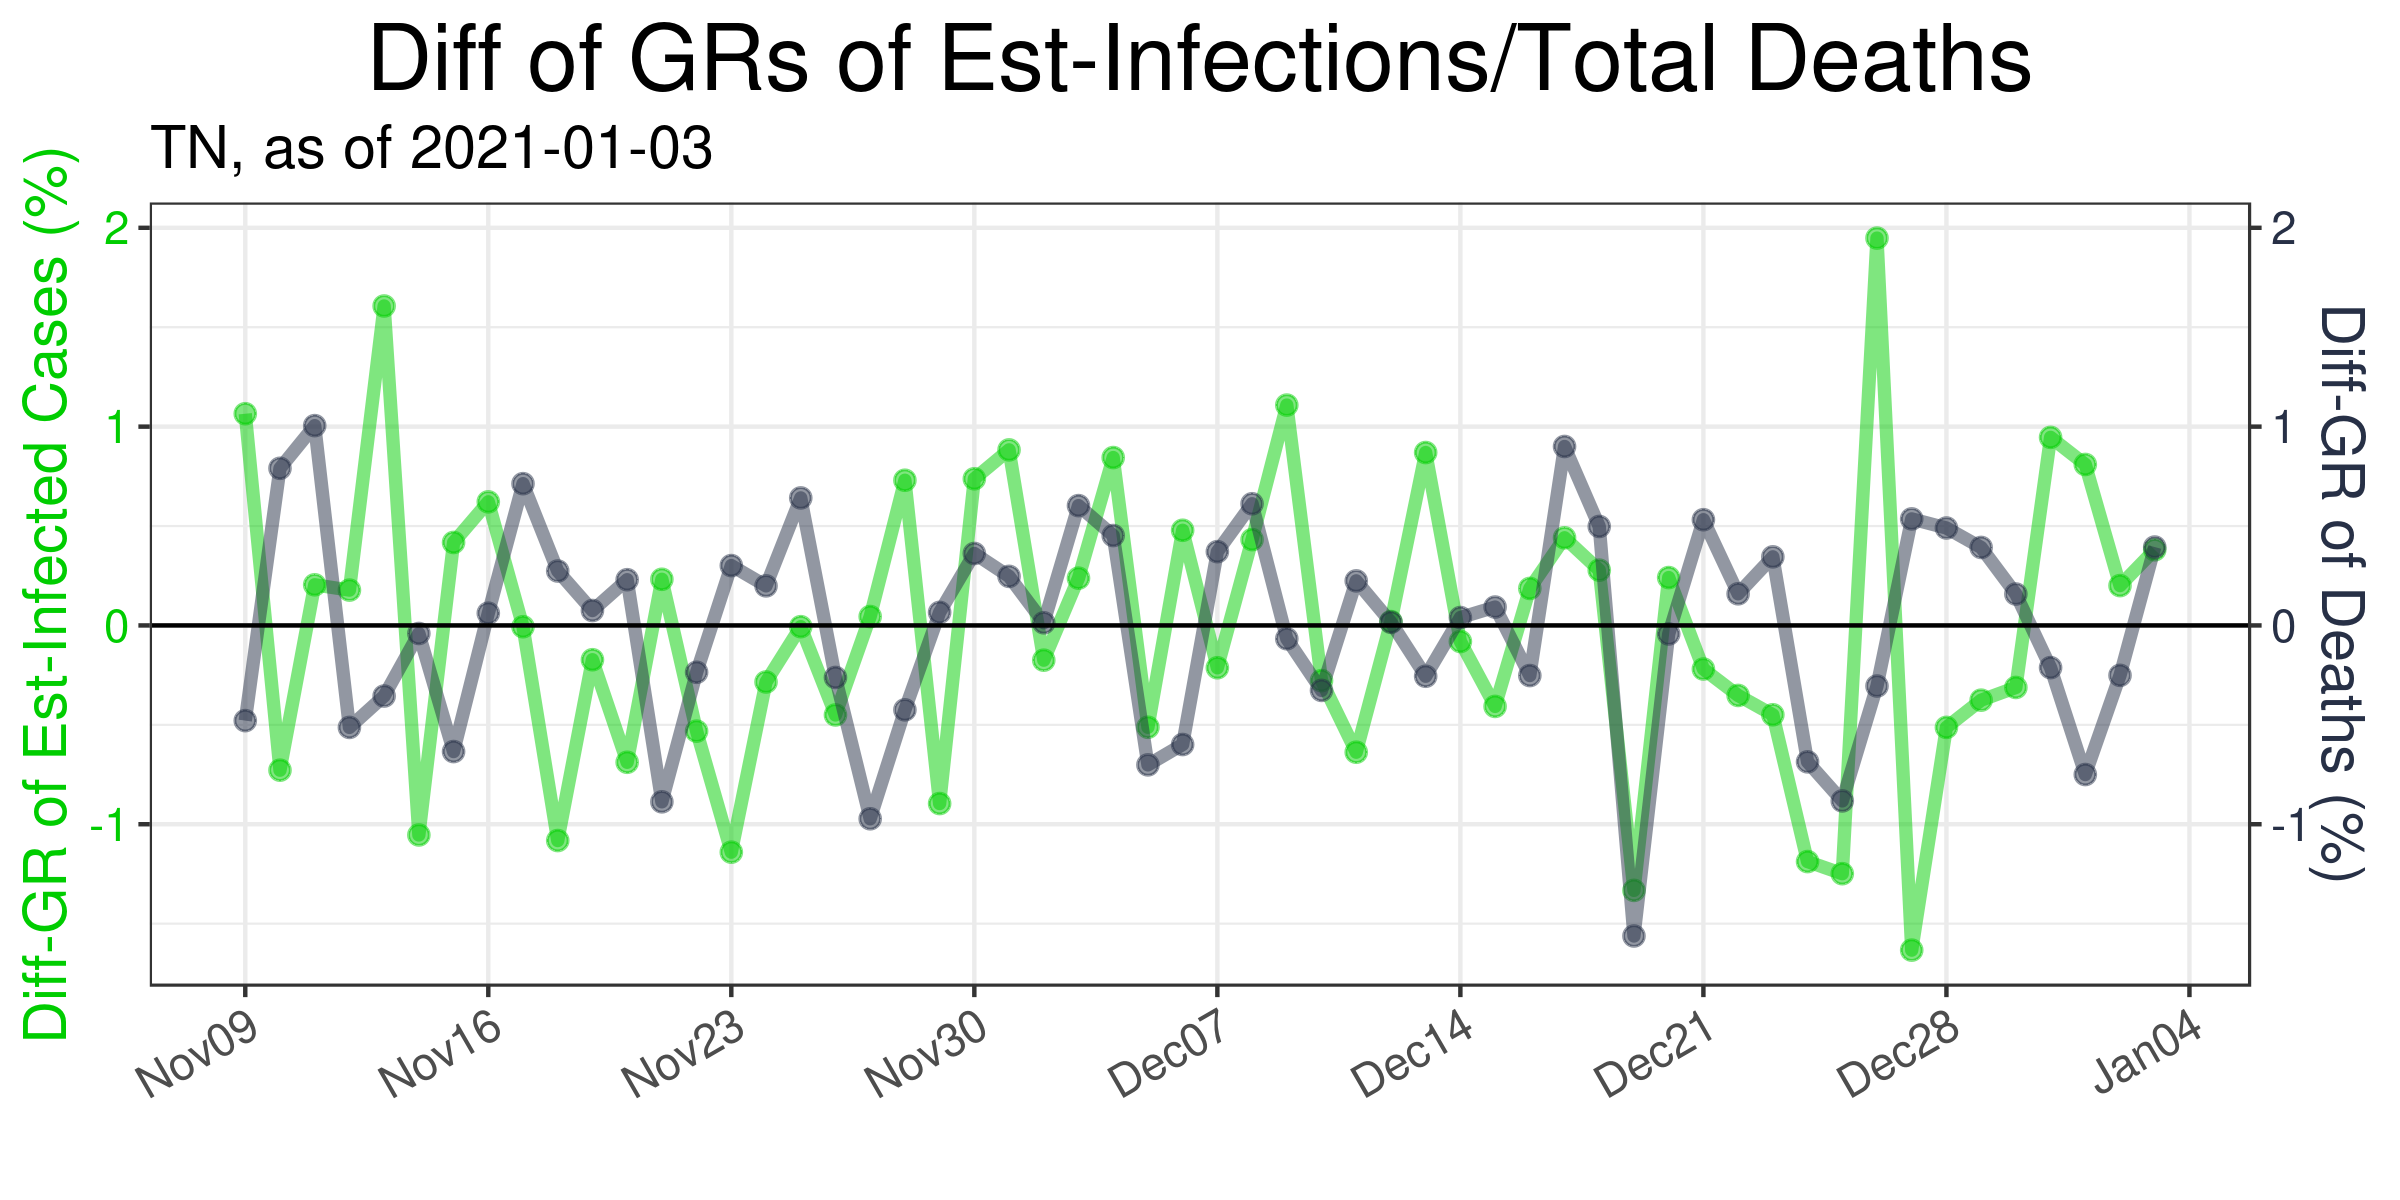 Diff of GRs of Est-Infections/Total Deaths
TN, as of 2021-01-03
Diff-GR of Est-Infected Cases (%)
2
1
0
-1
2
1
0
-1
Diff-GR of Deaths (%)
Nov09
Nov16
Nov23
Nov30
Dec07
Dec14
Dec21
Dec28
Jan04